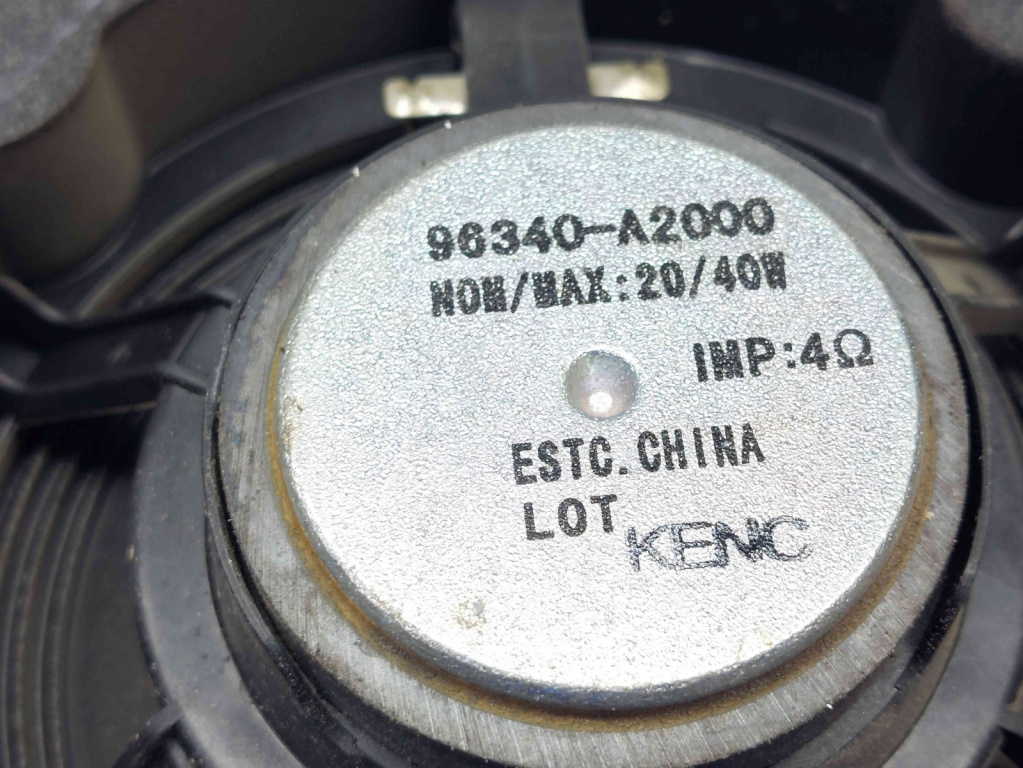 96340-A2000
NOM/MAX:20/40W
IMP:4Ω
ESTC.CHINA
LOT KENC